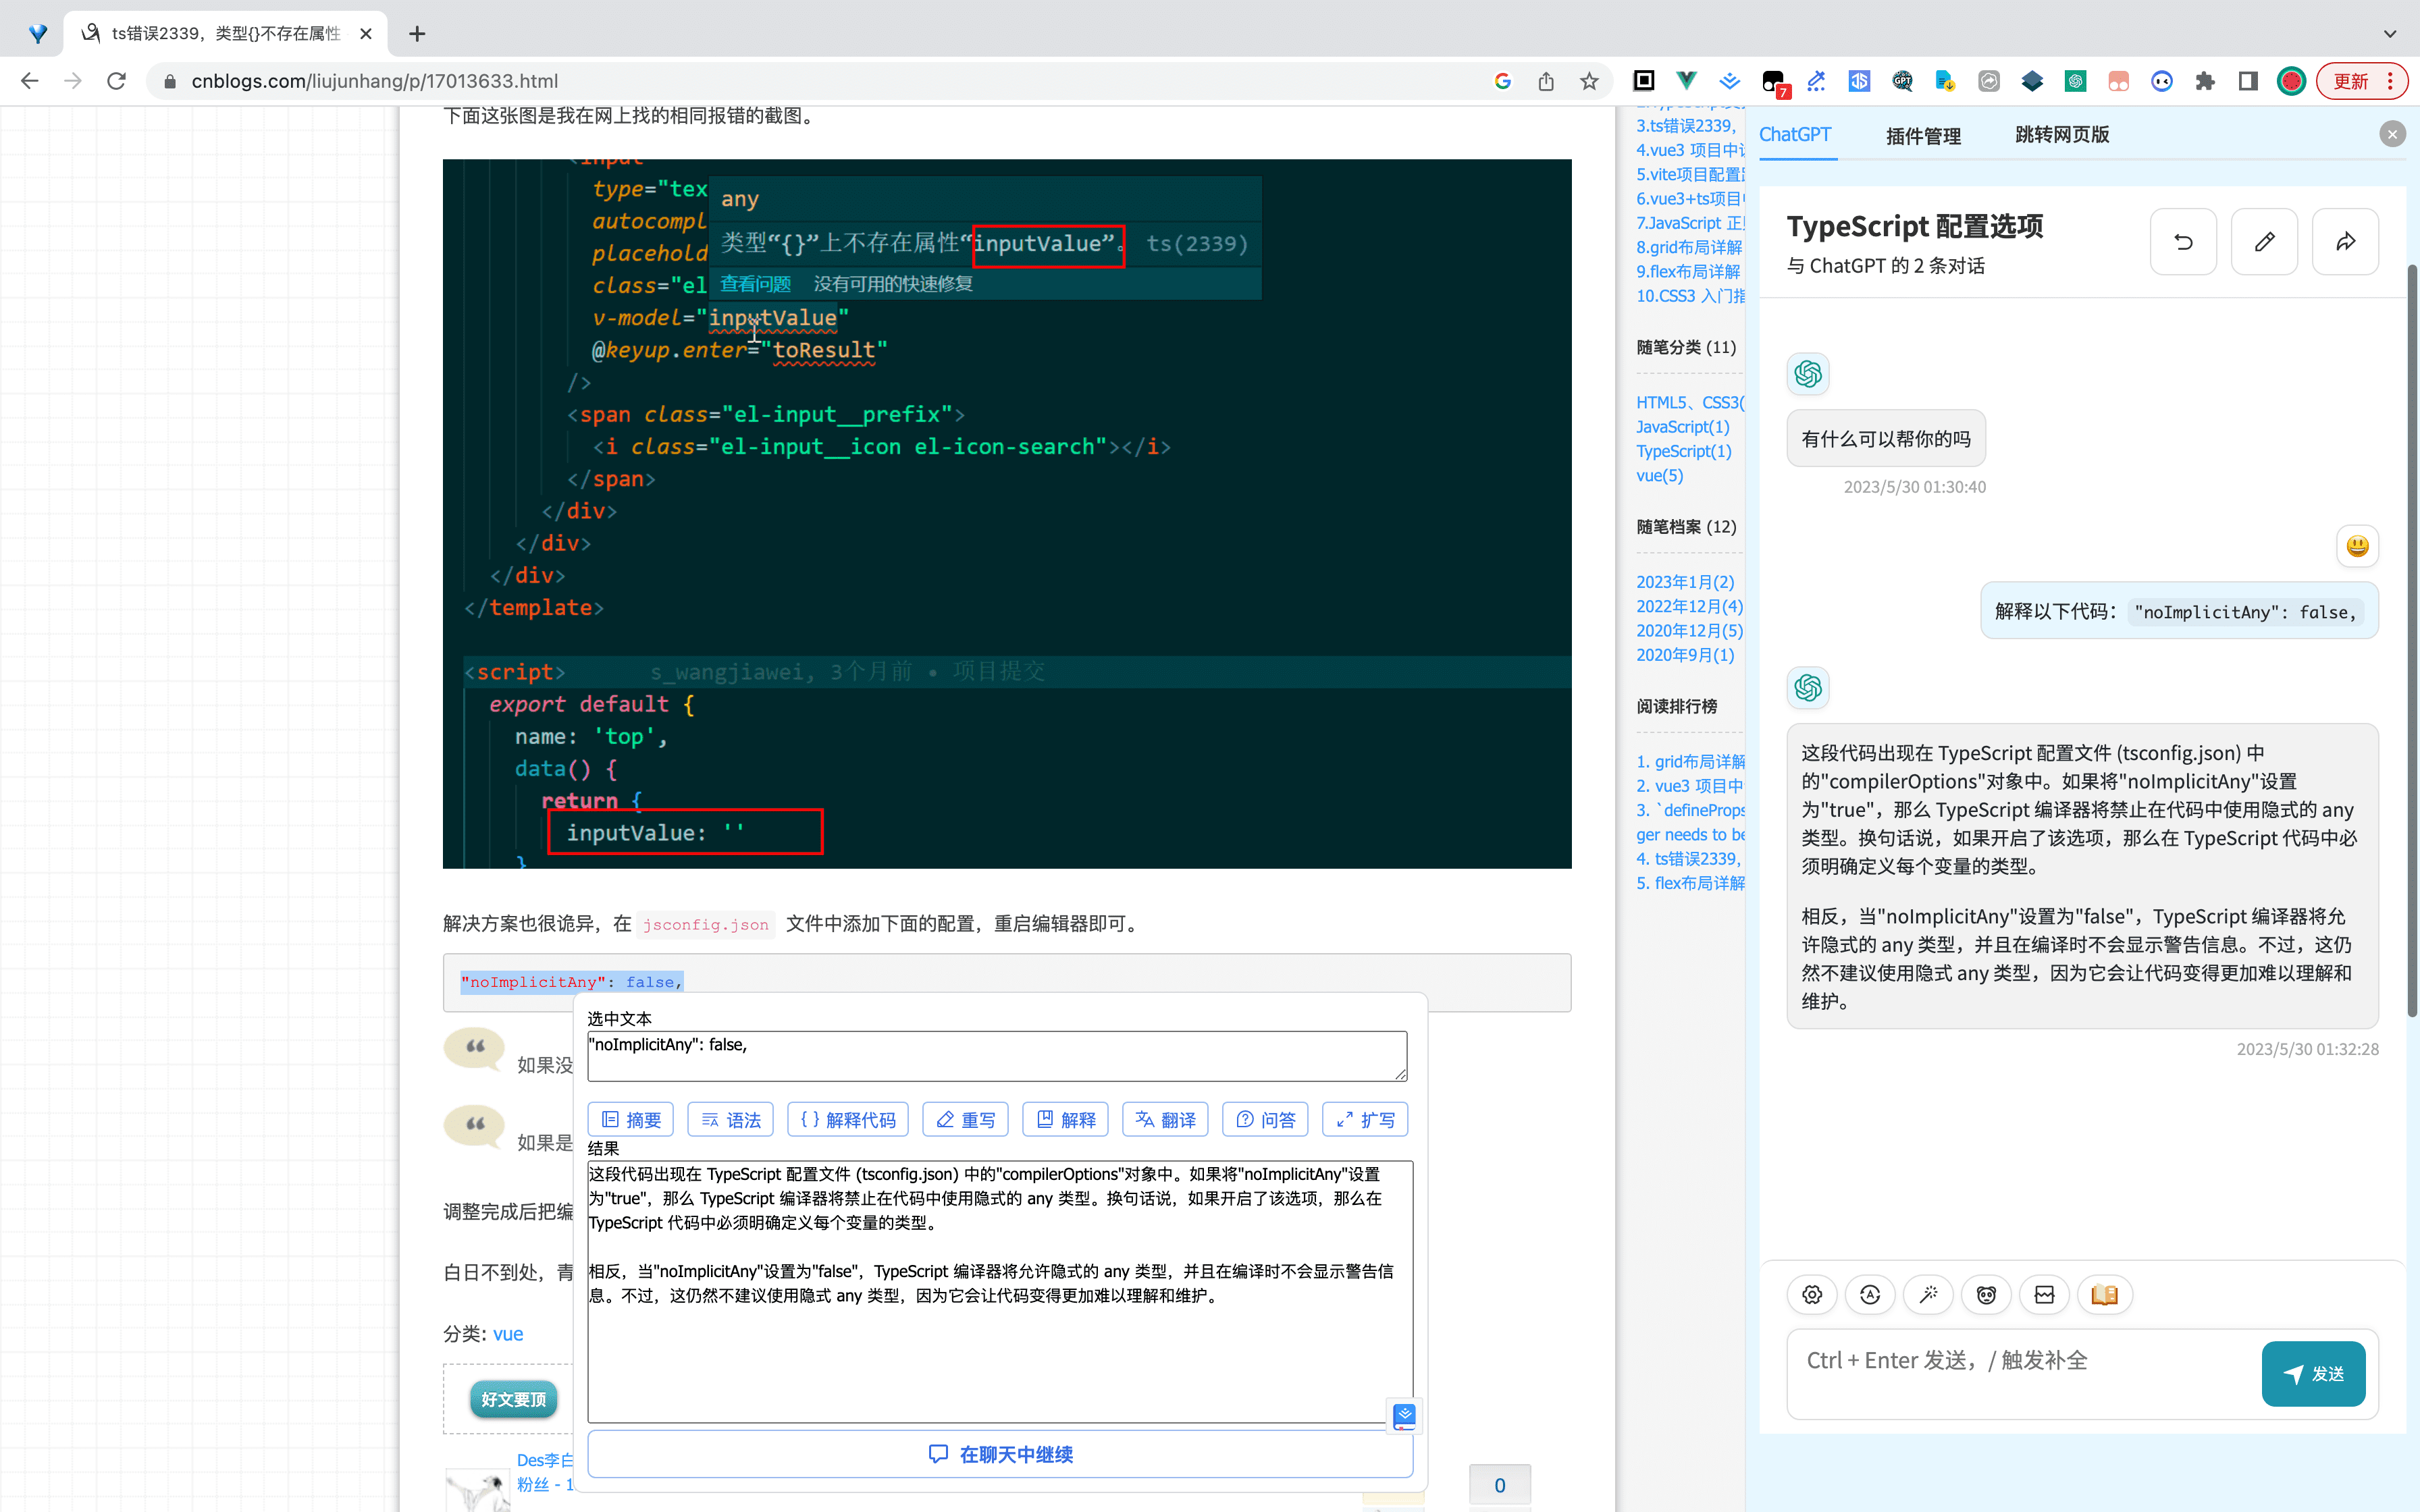 ts错误2339，类型{}不存在属性
cnblogs.com/liujunhang/p/17013633.html
7
更新
下面这张图是我在网上找的相同报错的截图。
<input
type="tex
autocompl
placehold
class="el
v-model="inputValue"
@keyup.enter="toResult"
/>
<span class="el-input__prefix">
<i class="el-input__icon el-icon-search"></i>
</span>
</div>
</div>
</div>
</template>
any
类型“{}”上不存在属性“inputValue”。 ts(2339)
查看问题 没有可用的快速修复
<script> s_wangjiawei, 3个月前 • 项目提交
export default {
name: 'top',
data() {
return {
inputValue: ''
}
解决方案也很诡异，在 jsconfig.json 文件中添加下面的配置，重启编辑器即可。
"noImplicitAny": false,
如果没
如果是
调整完成后把编
白日不到处，青
分类: vue
好文要顶
Des李白
粉丝 - 1
0
选中文本
"noImplicitAny": false,
摘要 语法 解释代码 重写 解释 翻译 问答 扩写
结果
这段代码出现在 TypeScript 配置文件 (tsconfig.json) 中的"compilerOptions"对象中。如果将"noImplicitAny"设置
为"true"，那么 TypeScript 编译器将禁止在代码中使用隐式的 any 类型。换句话说，如果开启了该选项，那么在
TypeScript 代码中必须明确定义每个变量的类型。
相反，当"noImplicitAny"设置为"false"，TypeScript 编译器将允许隐式的 any 类型，并且在编译时不会显示警告信
息。不过，这仍然不建议使用隐式 any 类型，因为它会让代码变得更加难以理解和维护。
在聊天中继续
3.ts错误2339，
4.vue3 项目中
5.vite项目配置
6.vue3+ts项目
7.JavaScript 正
8.grid布局详解
9.flex布局详解
10.CSS3 入门指
随笔分类 (11)
HTML5、CSS3(
JavaScript(1)
TypeScript(1)
vue(5)
随笔档案 (12)
2023年1月(2)
2022年12月(4)
2020年12月(5)
2020年9月(1)
阅读排行榜
1. grid布局详解
2. vue3 项目中
3. `defineProps
ger needs to be
4. ts错误2339，
5. flex布局详解
ChatGPT 插件管理 跳转网页版
TypeScript 配置选项
与 ChatGPT 的 2 条对话
有什么可以帮你的吗
2023/5/30 01:30:40
解释以下代码： "noImplicitAny": false,
这段代码出现在 TypeScript 配置文件 (tsconfig.json) 中
的"compilerOptions"对象中。如果将"noImplicitAny"设置
为"true"，那么 TypeScript 编译器将禁止在代码中使用隐式的 any
类型。换句话说，如果开启了该选项，那么在 TypeScript 代码中必
须明确定义每个变量的类型。
相反，当"noImplicitAny"设置为"false"，TypeScript 编译器将允
许隐式的 any 类型，并且在编译时不会显示警告信息。不过，这仍
然不建议使用隐式 any 类型，因为它会让代码变得更加难以理解和
维护。
2023/5/30 01:32:28
Ctrl + Enter 发送，/ 触发补全
发送